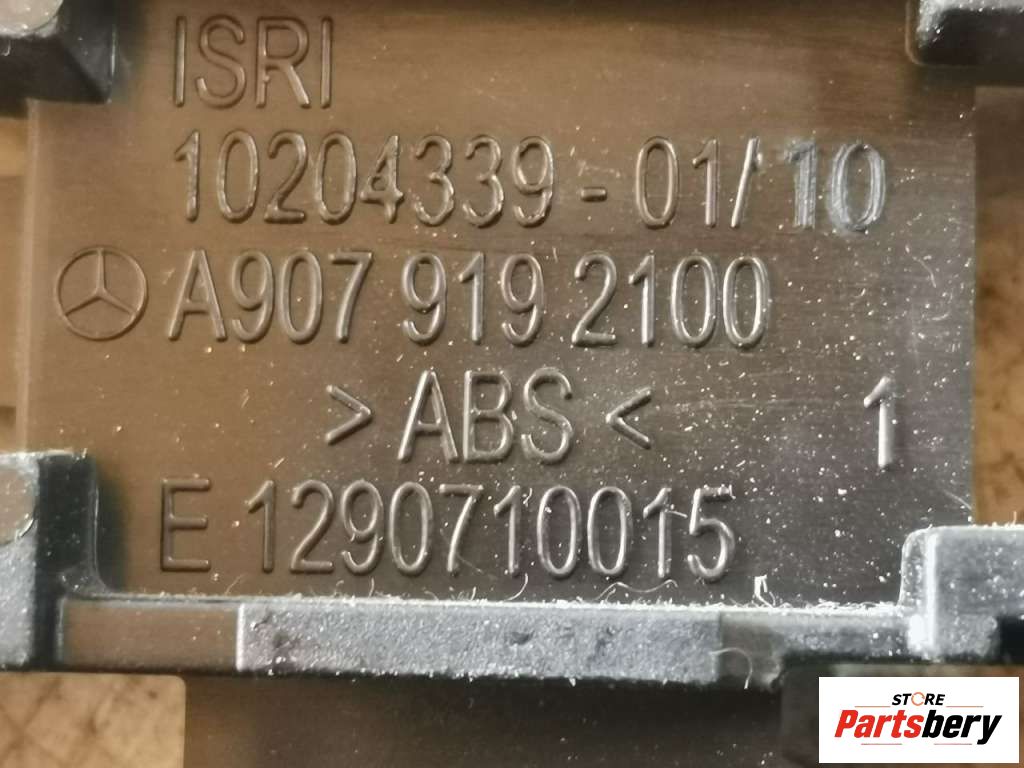 ISRI
10204339-01/10
A907 919 2100
>ABS< 1
E 1290710015
STORE
Partsbery